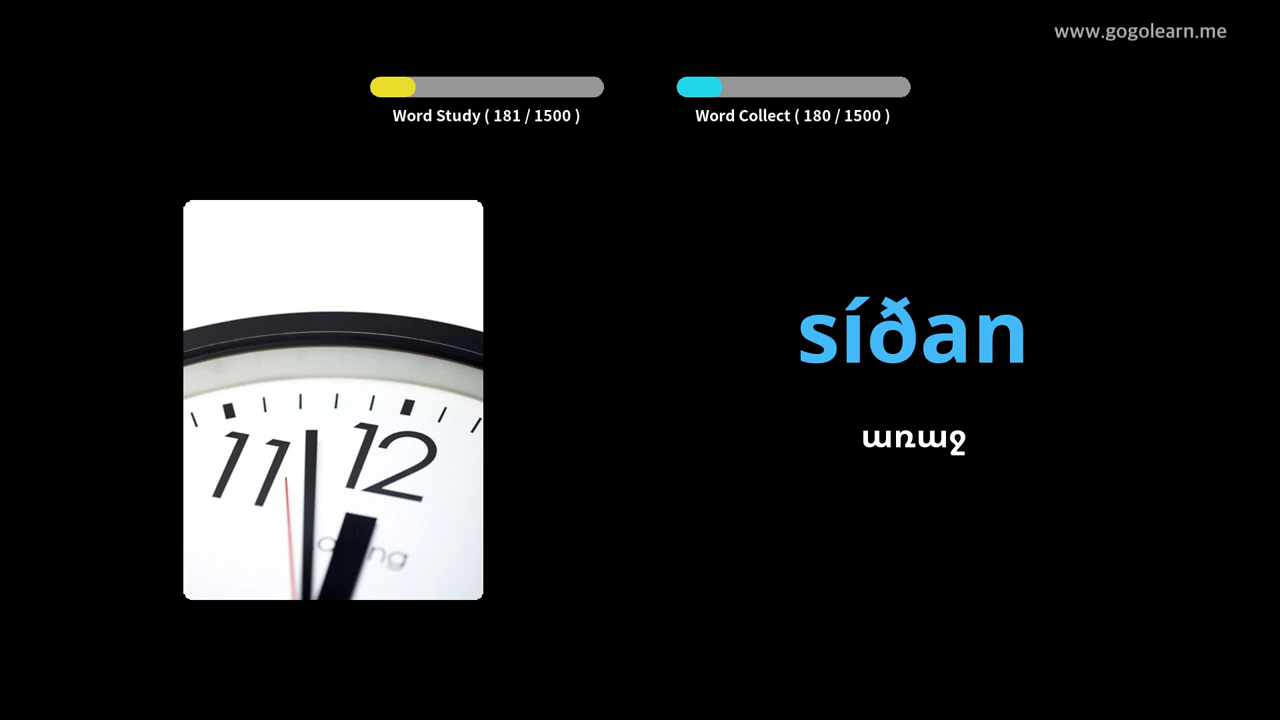 www.gogolearn.me
Word Study ( 181 / 1500 )
Word Collect ( 180 / 1500 )
11 12
síðan
առաջ